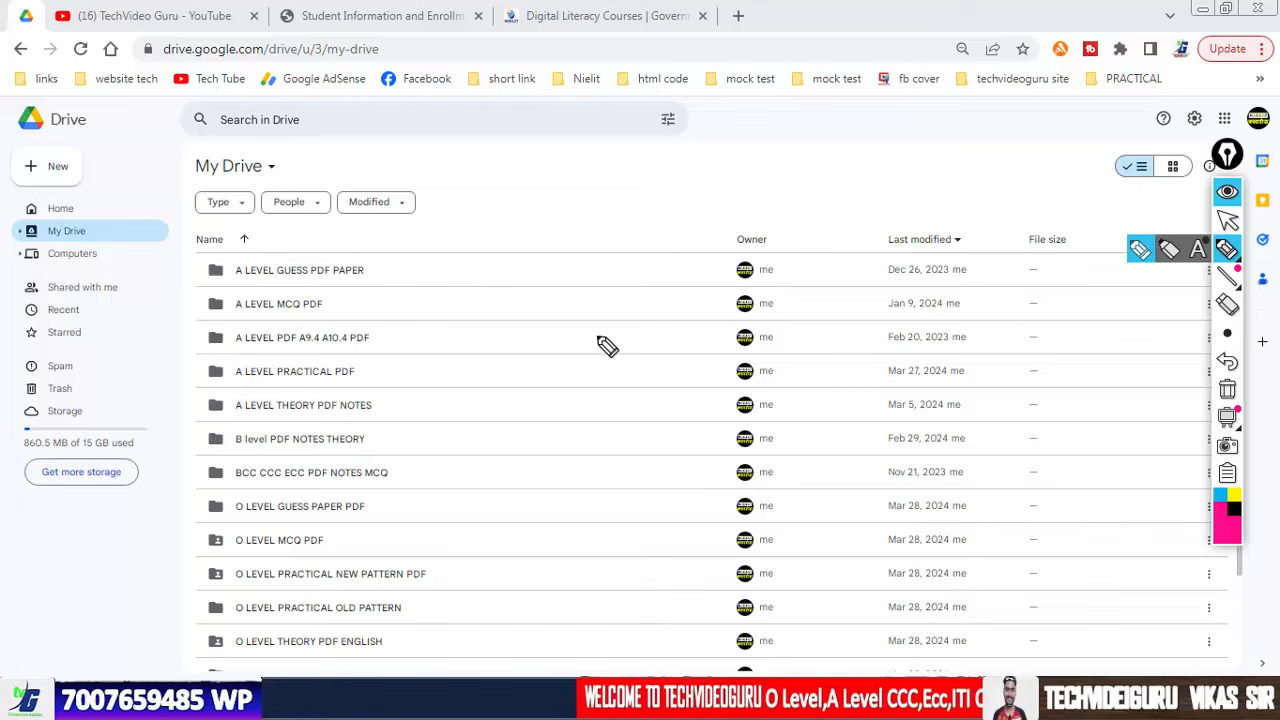 (16) TechVideo Guru - YouTube
Student Information and Enrolln
Digital Literacy Courses | Governn
drive.google.com/drive/u/3/my-drive
Update
links
website tech
Tech Tube
Google AdSense
Facebook
short link
Nielit
html code
mock test
mock test
fb cover
techvideoguru site
PRACTICAL
Drive
Search in Drive
New
My Drive
Type
People
Modified
Home
My Drive
Computers
Shared with me
Recent
Starred
Spam
Trash
Storage
860.5 MB of 15 GB used
Get more storage
Name Owner Last modified File size
A LEVEL GUESS PDF PAPER me Dec 26, 2023 me —
A LEVEL MCQ PDF me Jan 9, 2024 me —
A LEVEL PDF A9.4 A10.4 PDF me Feb 20, 2023 me —
A LEVEL PRACTICAL PDF me Mar 27, 2024 me —
A LEVEL THEORY PDF NOTES me Mar 5, 2024 me —
B level PDF NOTES THEORY me Feb 29, 2024 me —
BCC CCC ECC PDF NOTES MCQ me Nov 21, 2023 me —
O LEVEL GUESS PAPER PDF me Mar 28, 2024 me —
O LEVEL MCQ PDF me Mar 28, 2024 me —
O LEVEL PRACTICAL NEW PATTERN PDF me Mar 28, 2024 me —
O LEVEL PRACTICAL OLD PATTERN me Mar 28, 2024 me —
O LEVEL THEORY PDF ENGLISH me Mar 28, 2024 me —
A
7007659485 WP
WELCOME TO TECHVIDEOGURU O Level,A Level CCC,Ecc,ITI C
TECHVIDEIGURU VIKAS SIR